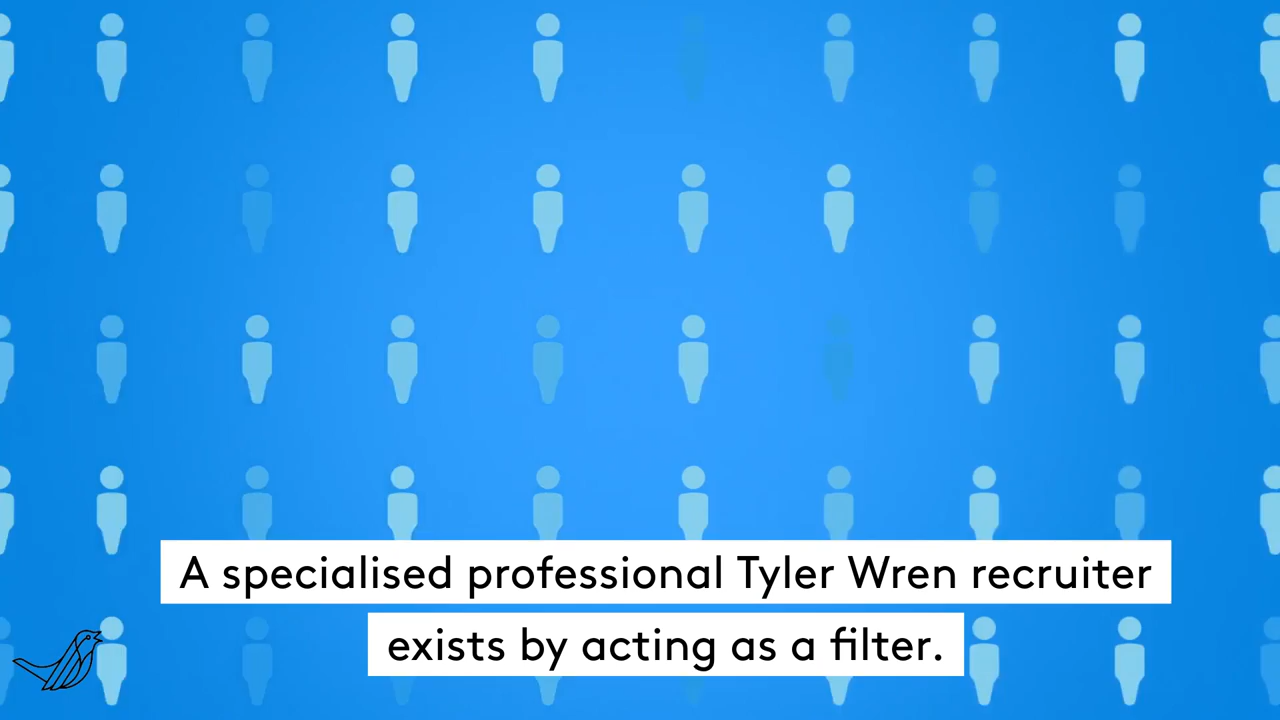 A specialised professional Tyler Wren recruiter
exists by acting as a filter.